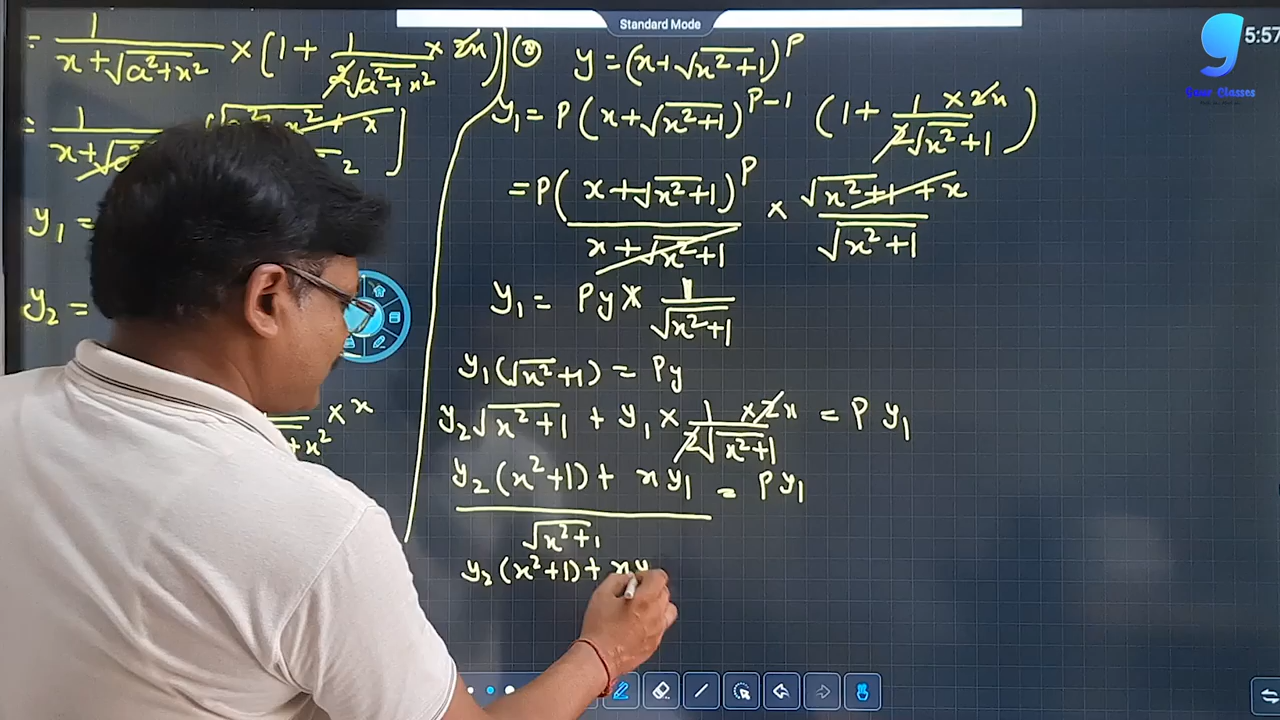 Standard Mode
5:57
Guar Classes
= 1/(x+√(a²+x²)) × [1 + 1/(2√(a²+x²)) × 2x]
y = (x+√(x²+1))^P
y₁ = P(x+√(x²+1))^(P-1) (1 + 1/(2√(x²+1)) × 2x)
= P(x+√(x²+1))^P/(x+√(x²+1)) × (√(x²+1) + x)/√(x²+1)
y₁ =
y₁ = Py × 1/√(x²+1)
y₂ =
y₁(√(x²+1)) = Py
y₂√(x²+1) + y₁ × 1/(2√(x²+1)) × 2x = P y₁
(y₂(x²+1) + xy₁)/√(x²+1) = Py₁
y₂(x²+1) + xy